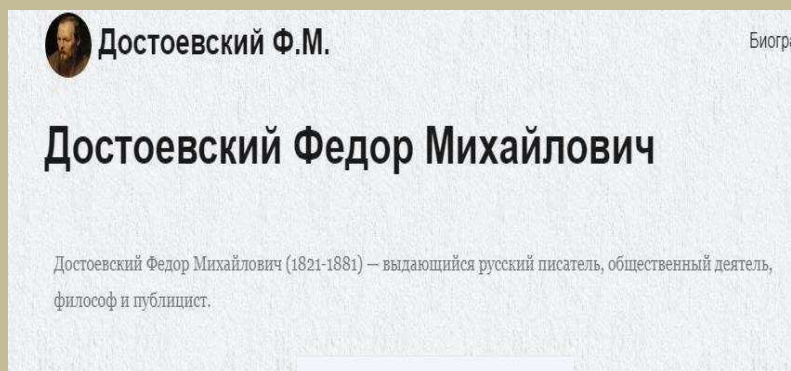 Достоевский Ф.М.
Достоевский Федор Михайлович
Достоевский Федор Михайлович (1821-1881) — выдающийся русский писатель, общественный деятель,
философ и публицист.